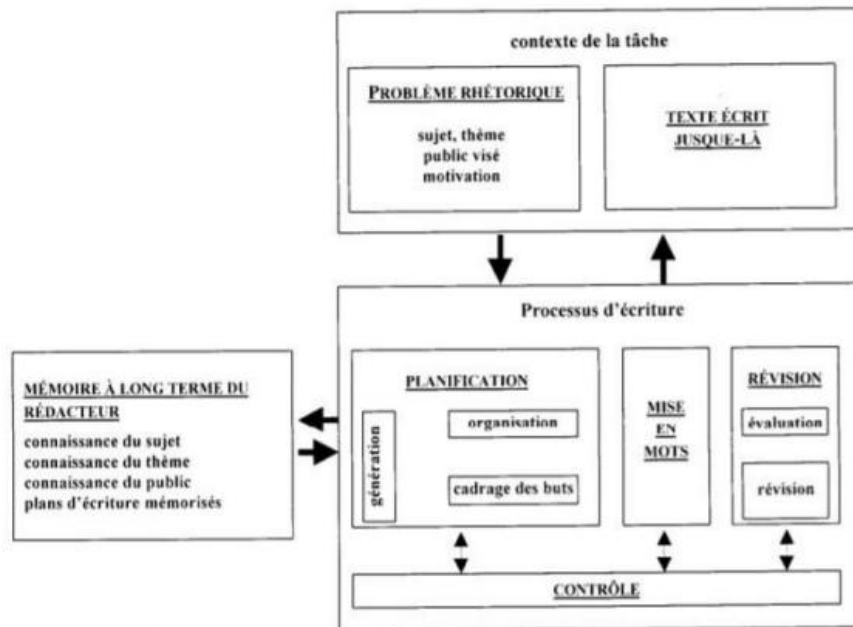 contexte de la tâche
PROBLÈME RHÉTORIQUE
sujet, thème
public visé
motivation
TEXTE ÉCRIT
JUSQUE-LÀ
Processus d'écriture
MÉMOIRE À LONG TERME DU
RÉDACTEUR
connaissance du sujet
connaissance du thème
connaissance du public
plans d'écriture mémorisés
PLANIFICATION
génération
organisation
cadrage des buts
MISE
EN
MOTS
RÉVISION
évaluation
révision
CONTRÔLE